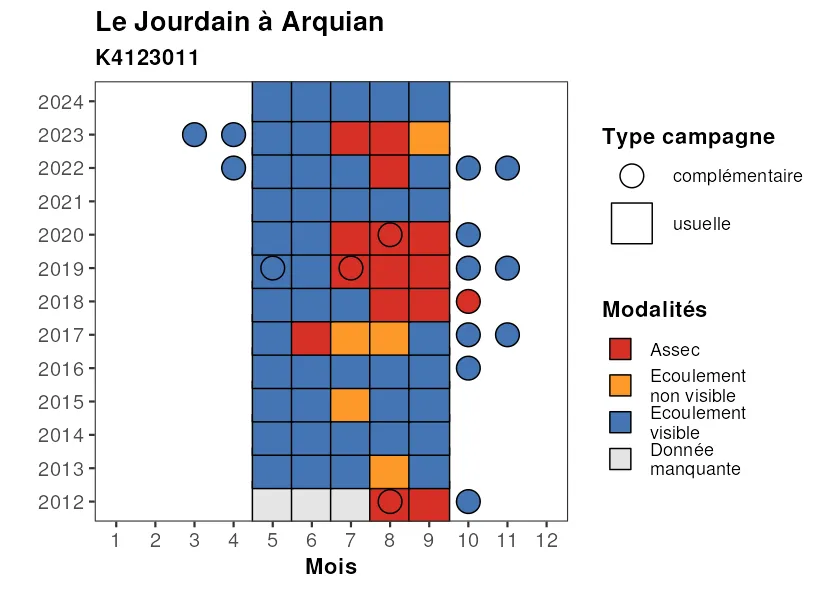 Le Jourdain à Arquian
K4123011
2024
2023
2022
2021
2020
2019
2018
2017
2016
2015
2014
2013
2012
1 2 3 4 5 6 7 8 9 10 11 12
Mois
Type campagne
complémentaire
usuelle
Modalités
Assec
Ecoulement
non visible
Ecoulement
visible
Donnée
manquante